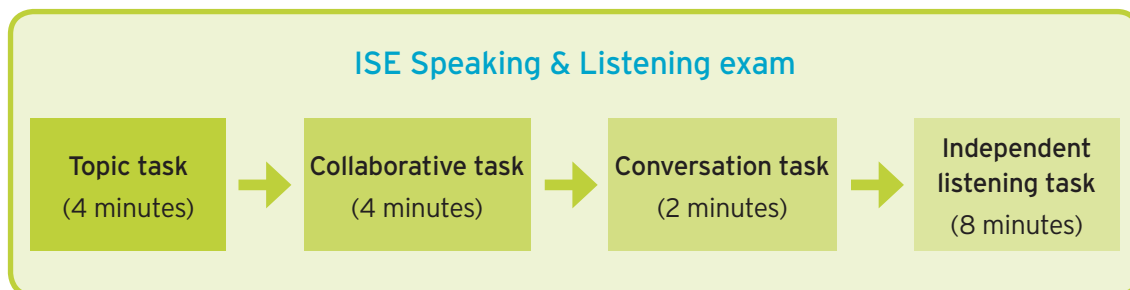 ISE Speaking & Listening exam
Topic task
(4 minutes)
Collaborative task
(4 minutes)
Conversation task
(2 minutes)
Independent
listening task
(8 minutes)